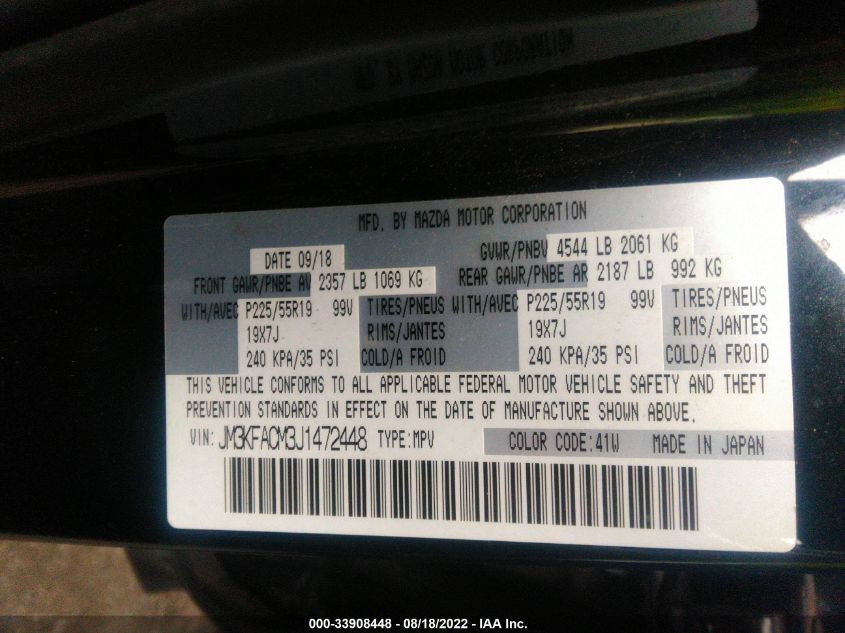 MFD. BY MAZDA MOTOR CORPORATION
DATE 09/18 GVWR/PNBV 4544 LB 2061 KG
FRONT GAWR/PNBE AV 2357 LB 1069 KG REAR GAWR/PNBE AR 2187 LB 992 KG
WITH/AVEC P225/55R19 99V TIRES/PNEUS WITH/AVEC P225/55R19 99V TIRES/PNEUS
19X7J RIMS/JANTES 19X7J RIMS/JANTES
240 KPA/35 PSI COLD/A FROID 240 KPA/35 PSI COLD/A FROID
THIS VEHICLE CONFORMS TO ALL APPLICABLE FEDERAL MOTOR VEHICLE SAFETY AND THEFT
PREVENTION STANDARDS IN EFFECT ON THE DATE OF MANUFACTURE SHOWN ABOVE.
VIN: JM3KFACM3J1472448 TYPE:MPV COLOR CODE:41W MADE IN JAPAN
000-33908448 - 08/18/2022 - IAA Inc.